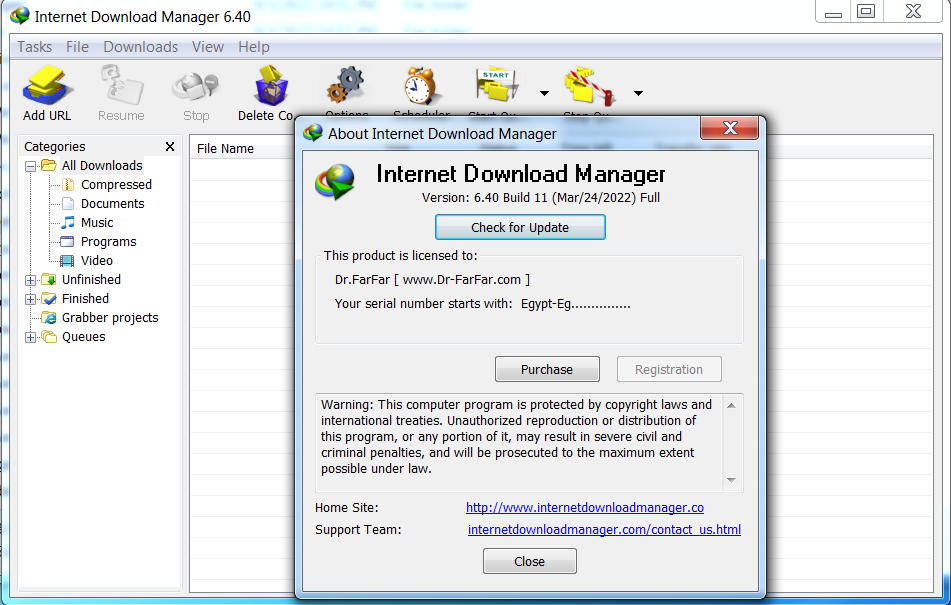 Internet Download Manager 6.40
Tasks File Downloads View Help
Add URL Resume Stop Delete Co Options Scheduler Start Qu... Stop Qu...
About Internet Download Manager
Categories
File Name
All Downloads
Compressed
Documents
Music
Programs
Video
Unfinished
Finished
Grabber projects
Queues
Internet Download Manager
Version: 6.40 Build 11 (Mar/24/2022) Full
Check for Update
This product is licensed to:
Dr.FarFar [ www.Dr-FarFar.com ]
Your serial number starts with: Egypt-Eg..............
Purchase Registration
Warning: This computer program is protected by copyright laws and
international treaties. Unauthorized reproduction or distribution of
this program, or any portion of it, may result in severe civil and
criminal penalties, and will be prosecuted to the maximum extent
possible under law.
Home Site: http://www.internetdownloadmanager.co
Support Team: internetdownloadmanager.com/contact_us.html
Close